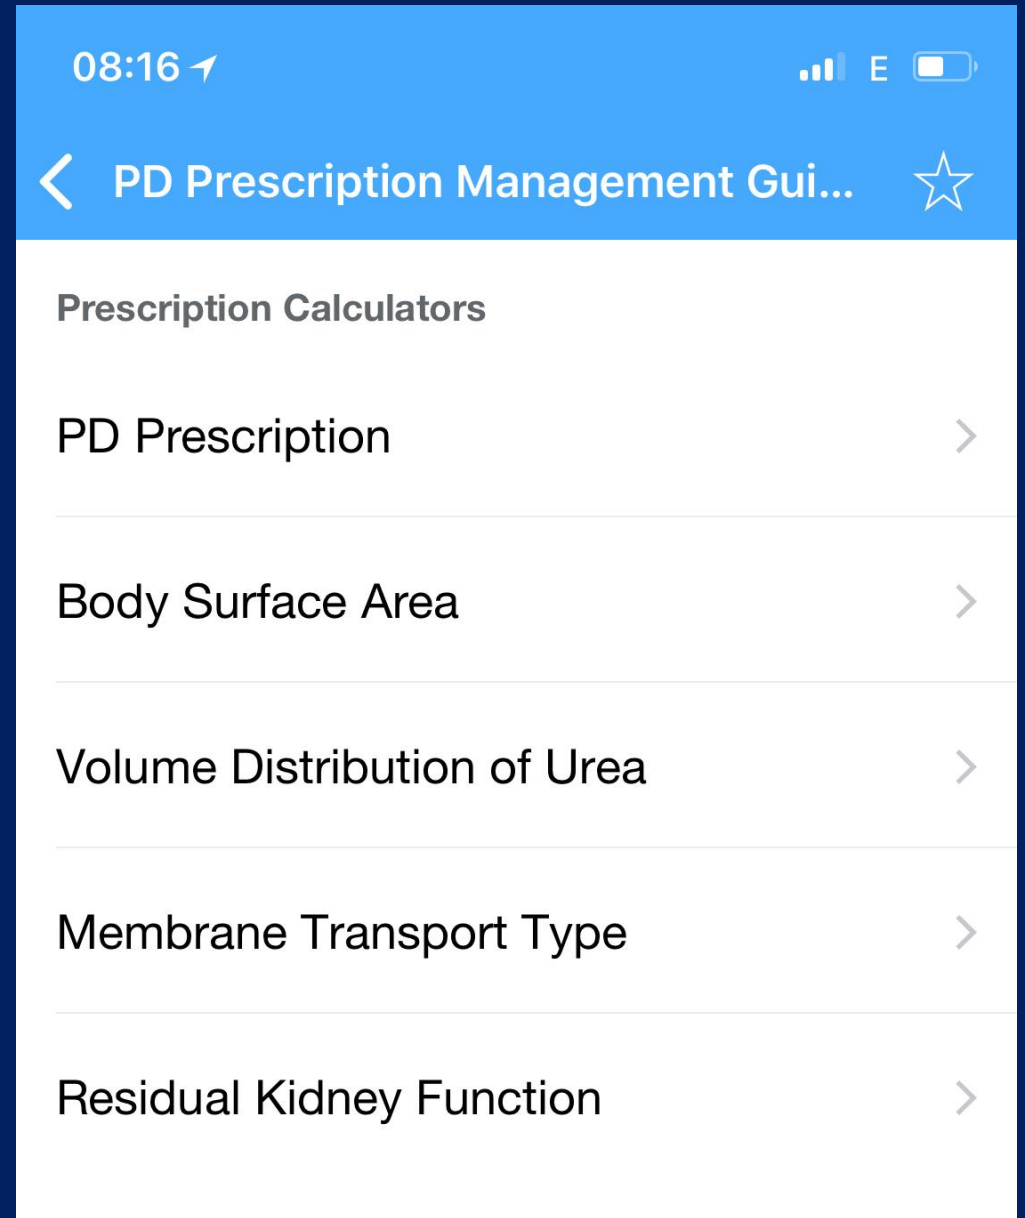 08:16
E
PD Prescription Management Gui...
Prescription Calculators
PD Prescription
Body Surface Area
Volume Distribution of Urea
Membrane Transport Type
Residual Kidney Function